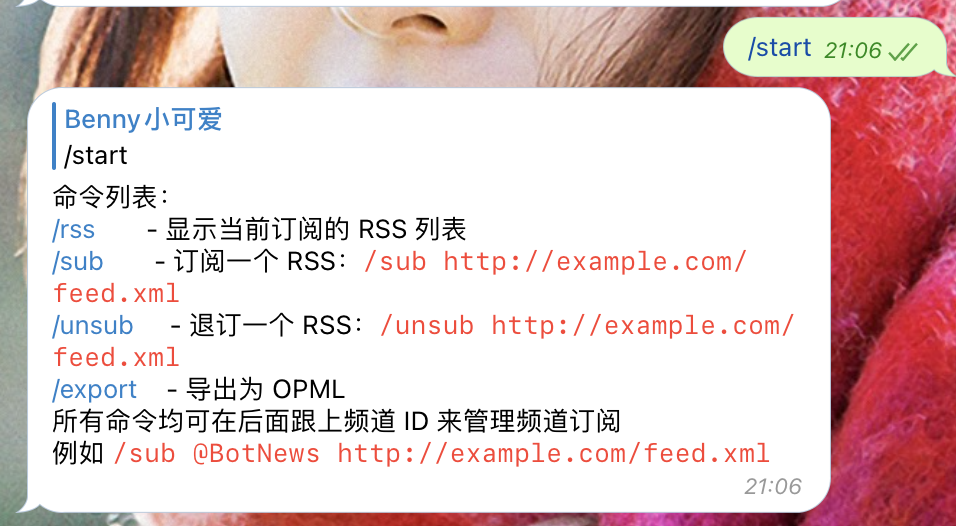 /start 21:06
Benny小可爱
/start
命令列表：
/rss - 显示当前订阅的 RSS 列表
/sub - 订阅一个 RSS：/sub http://example.com/
feed.xml
/unsub - 退订一个 RSS：/unsub http://example.com/
feed.xml
/export - 导出为 OPML
所有命令均可在后面跟上频道 ID 来管理频道订阅
例如 /sub @BotNews http://example.com/feed.xml
21:06